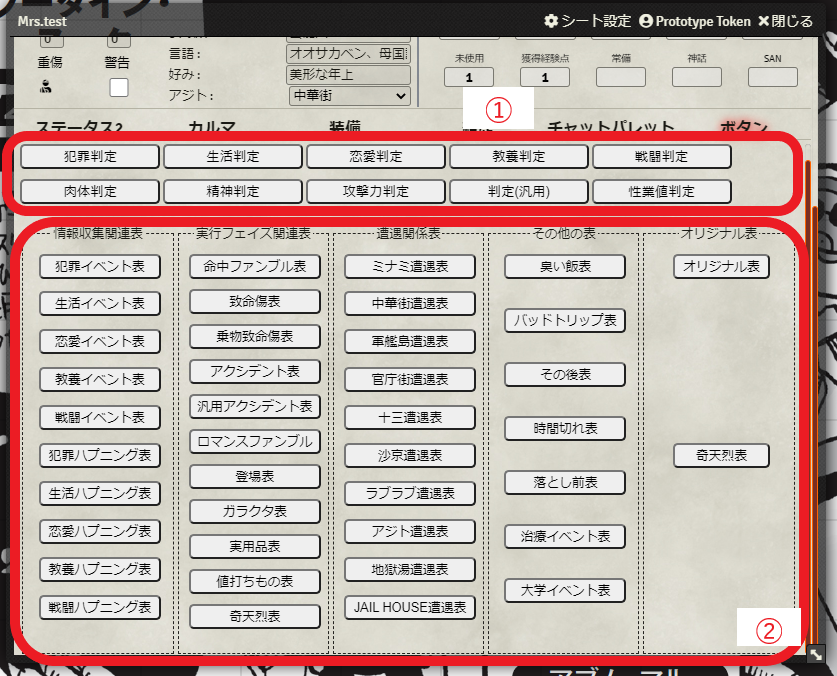 Mrs.test
シート設定 Prototype Token ×閉じる
0 0
重傷 警告
言語： オオサカベン、母国
好み： 美形な年上
アジト： 中華街
未使用 獲得経験点 常備 神話 SAN
1 1
①
ステータス2 カルマ 装備 チャットパレット ボタン
犯罪判定 生活判定 恋愛判定 教養判定 戦闘判定
肉体判定 精神判定 攻撃力判定 判定(汎用) 性業値判定
情報収集関連表 実行フェイズ関連表 遭遇関係表 その他の表 オリジナル表
犯罪イベント表
生活イベント表
恋愛イベント表
教養イベント表
戦闘イベント表
犯罪ハプニング表
生活ハプニング表
恋愛ハプニング表
教養ハプニング表
戦闘ハプニング表
命中ファンブル表
致命傷表
乗物致命傷表
アクシデント表
汎用アクシデント表
ロマンスファンブル
登場表
ガラクタ表
実用品表
値打ちもの表
奇天烈表
ミナミ遭遇表
中華街遭遇表
軍艦島遭遇表
官庁街遭遇表
十三遭遇表
沙京遭遇表
ラブラブ遭遇表
アジト遭遇表
地獄湯遭遇表
JAIL HOUSE遭遇表
臭い飯表
バッドトリップ表
その後表
時間切れ表
落とし前表
治療イベント表
大学イベント表
オリジナル表
奇天烈表
②